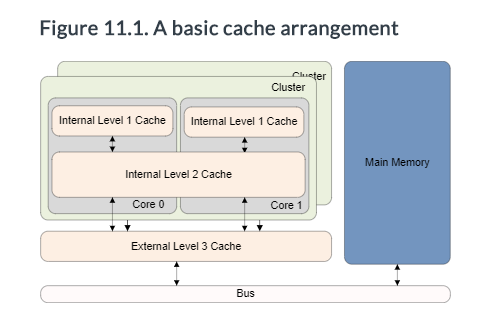 Figure 11.1. A basic cache arrangement
Cluster
Cluster
Internal Level 1 Cache
Internal Level 1 Cache
Main Memory
Internal Level 2 Cache
Core 0
Core 1
External Level 3 Cache
Bus